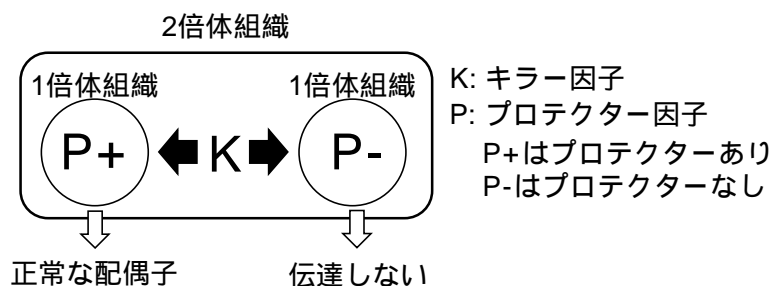 2倍体組織
1倍体組織 1倍体組織
P+ K P-
正常な配偶子 伝達しない
K: キラー因子
P: プロテクター因子
P+はプロテクターあり
P-はプロテクターなし